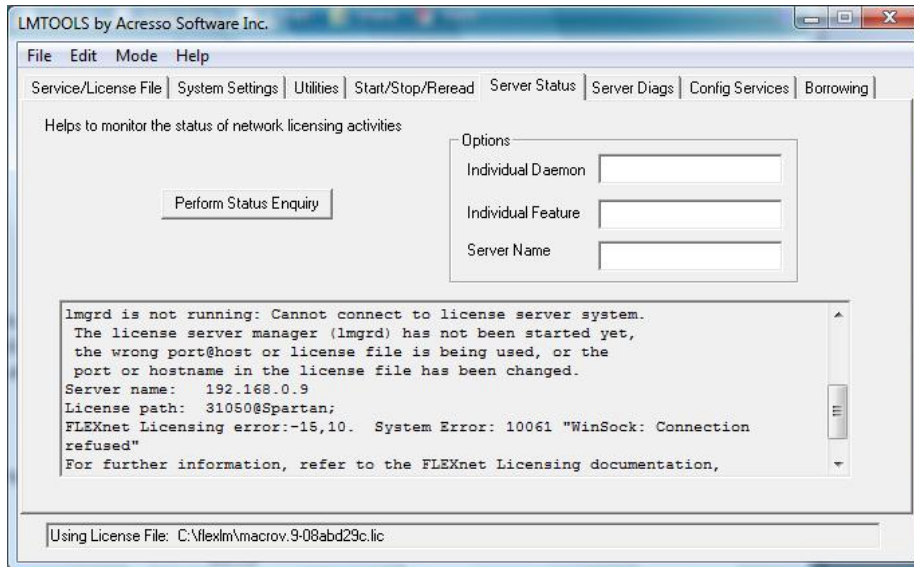 LMTOOLS by Acresso Software Inc.
File Edit Mode Help
Service/License File System Settings Utilities Start/Stop/Reread Server Status Server Diags Config Services Borrowing
Helps to monitor the status of network licensing activities
Options
Individual Daemon
Perform Status Enquiry
Individual Feature
Server Name
lmgrd is not running: Cannot connect to license server system.
The license server manager (lmgrd) has not been started yet,
the wrong port@host or license file is being used, or the
port or hostname in the license file has been changed.
Server name: 192.168.0.9
License path: 31050@Spartan;
FLEXnet Licensing error:-15,10. System Error: 10061 "WinSock: Connection
refused"
For further information, refer to the FLEXnet Licensing documentation,
Using License File: C:\flexlm\macrov.9-08abd29c.lic